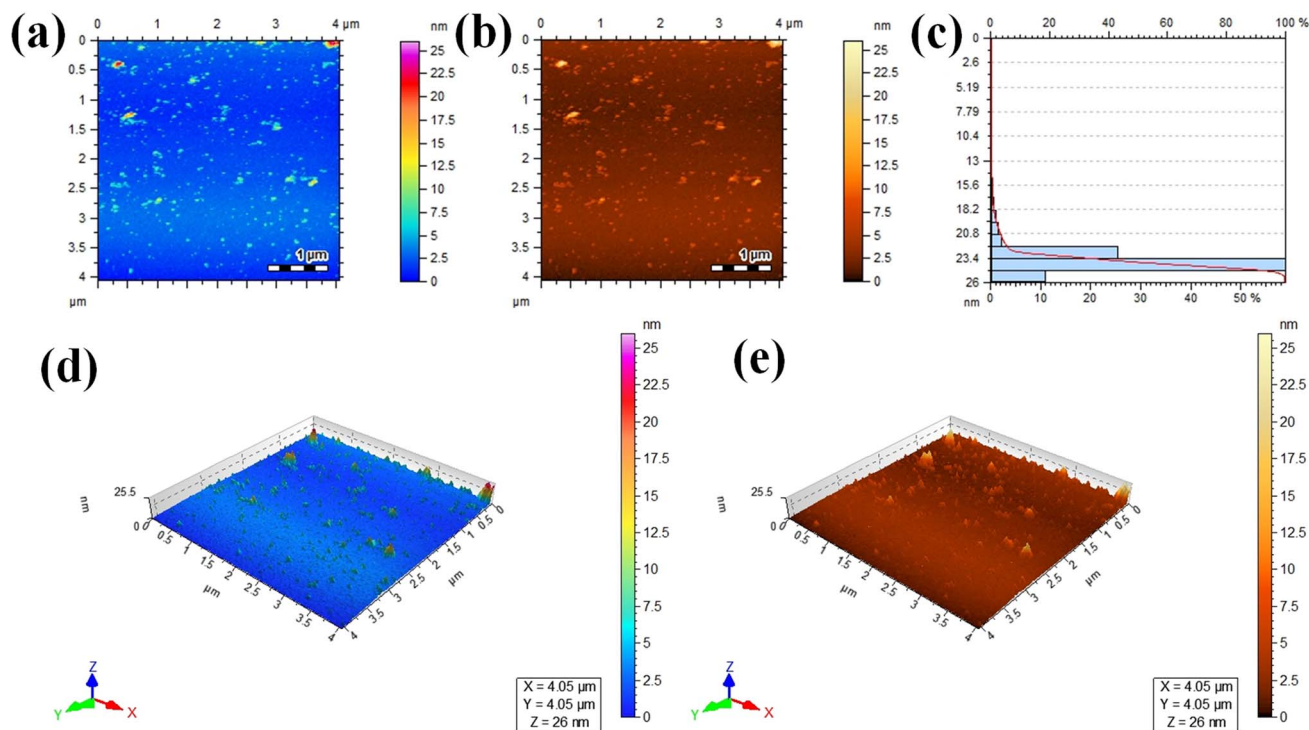 (a)
0 1 2 3 4 µm
0
0.5
1
1.5
2
2.5
3
3.5
4
µm
1 µm
nm
25
22.5
20
17.5
15
12.5
10
7.5
5
2.5
0
(b)
0 1 2 3 4 µm
0
0.5
1
1.5
2
2.5
3
3.5
4
µm
1 µm
nm
25
22.5
20
17.5
15
12.5
10
7.5
5
2.5
0
(c)
0 20 40 60 80 100 %
0
2.6
5.19
7.79
10.4
13
15.6
18.2
20.8
23.4
26
nm
0 10 20 30 40 50 %
(d)
nm
25.5
0
0 0.5 1 1.5 2 2.5 3 3.5 4
µm
0 0.5 1 1.5 2 2.5 3 3.5 4
µm
Z
Y
X
X = 4.05 µm
Y = 4.05 µm
Z = 26 nm
nm
25
22.5
20
17.5
15
12.5
10
7.5
5
2.5
0
(e)
nm
25.5
0
0 0.5 1 1.5 2 2.5 3 3.5 4
µm
0 0.5 1 1.5 2 2.5 3 3.5 4
µm
Z
Y
X
X = 4.05 µm
Y = 4.05 µm
Z = 26 nm
nm
25
22.5
20
17.5
15
12.5
10
7.5
5
2.5
0